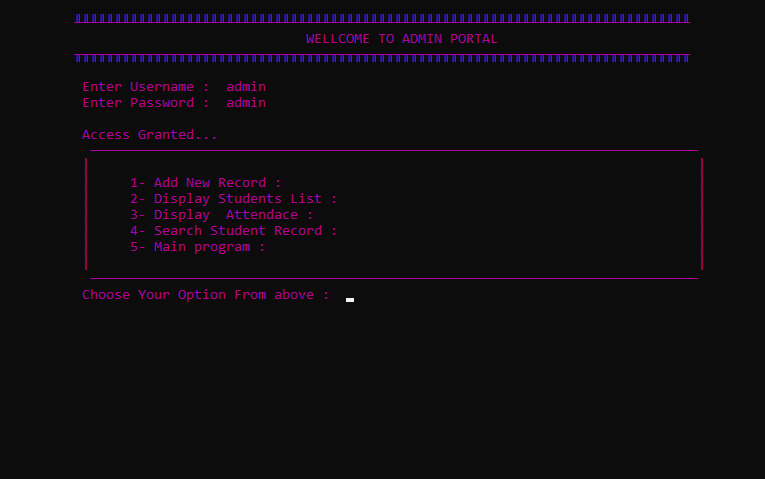 WELLCOME TO ADMIN PORTAL
Enter Username :  admin
Enter Password :  admin
Access Granted...
1- Add New Record :
2- Display Students List :
3- Display  Attendace :
4- Search Student Record :
5- Main program :
Choose Your Option From above :